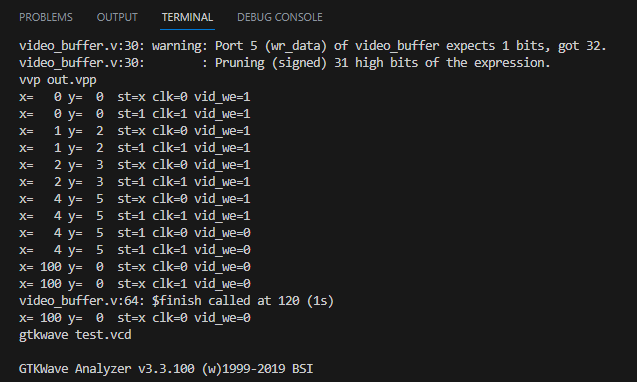 PROBLEMS OUTPUT TERMINAL DEBUG CONSOLE
video_buffer.v:30: warning: Port 5 (wr_data) of video_buffer expects 1 bits, got 32.
video_buffer.v:30:        : Pruning (signed) 31 high bits of the expression.
vvp out.vpp
x=   0 y=  0  st=x clk=0 vid_we=1
x=   0 y=  0  st=1 clk=1 vid_we=1
x=   1 y=  2  st=x clk=0 vid_we=1
x=   1 y=  2  st=1 clk=1 vid_we=1
x=   2 y=  3  st=x clk=0 vid_we=1
x=   2 y=  3  st=1 clk=1 vid_we=1
x=   4 y=  5  st=x clk=0 vid_we=1
x=   4 y=  5  st=1 clk=1 vid_we=1
x=   4 y=  5  st=x clk=0 vid_we=0
x=   4 y=  5  st=1 clk=1 vid_we=0
x= 100 y=  0  st=x clk=0 vid_we=0
x= 100 y=  0  st=1 clk=1 vid_we=0
video_buffer.v:64: $finish called at 120 (1s)
x= 100 y=  0  st=x clk=0 vid_we=0
gtkwave test.vcd
GTKWave Analyzer v3.3.100 (w)1999-2019 BSI